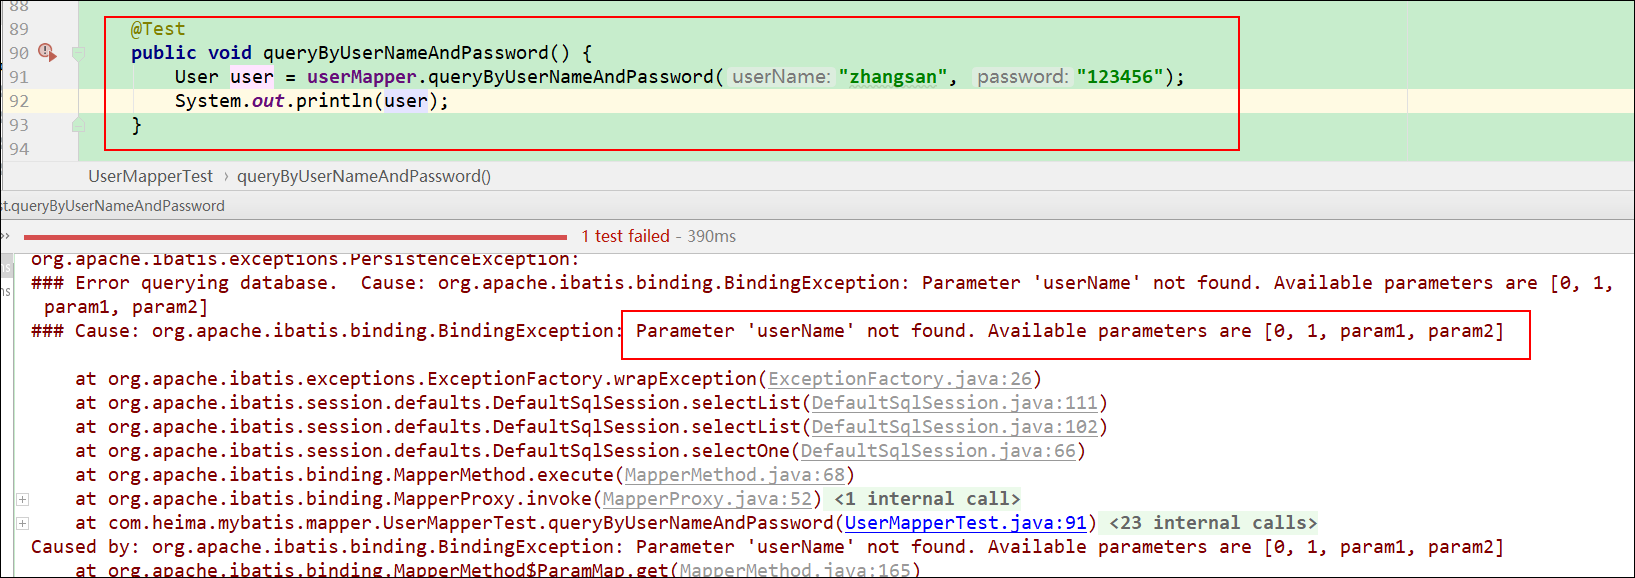 88
89 @Test
90 public void queryByUserNameAndPassword() {
91 User user = userMapper.queryByUserNameAndPassword( userName: "zhangsan", password: "123456");
92 System.out.println(user);
93 }
94
UserMapperTest › queryByUserNameAndPassword()
t.queryByUserNameAndPassword
» 1 test failed - 390ms
org.apache.ibatis.exceptions.PersistenceException:
ns ### Error querying database.  Cause: org.apache.ibatis.binding.BindingException: Parameter 'userName' not found. Available parameters are [0, 1,
ns param1, param2]
### Cause: org.apache.ibatis.binding.BindingException: Parameter 'userName' not found. Available parameters are [0, 1, param1, param2]
at org.apache.ibatis.exceptions.ExceptionFactory.wrapException(ExceptionFactory.java:26)
at org.apache.ibatis.session.defaults.DefaultSqlSession.selectList(DefaultSqlSession.java:111)
at org.apache.ibatis.session.defaults.DefaultSqlSession.selectList(DefaultSqlSession.java:102)
at org.apache.ibatis.session.defaults.DefaultSqlSession.selectOne(DefaultSqlSession.java:66)
at org.apache.ibatis.binding.MapperMethod.execute(MapperMethod.java:68)
at org.apache.ibatis.binding.MapperProxy.invoke(MapperProxy.java:52) <1 internal call>
at com.heima.mybatis.mapper.UserMapperTest.queryByUserNameAndPassword(UserMapperTest.java:91) <23 internal calls>
Caused by: org.apache.ibatis.binding.BindingException: Parameter 'userName' not found. Available parameters are [0, 1, param1, param2]
at org.apache.ibatis.binding.MapperMethod$ParamMap.get(MapperMethod.java:165)